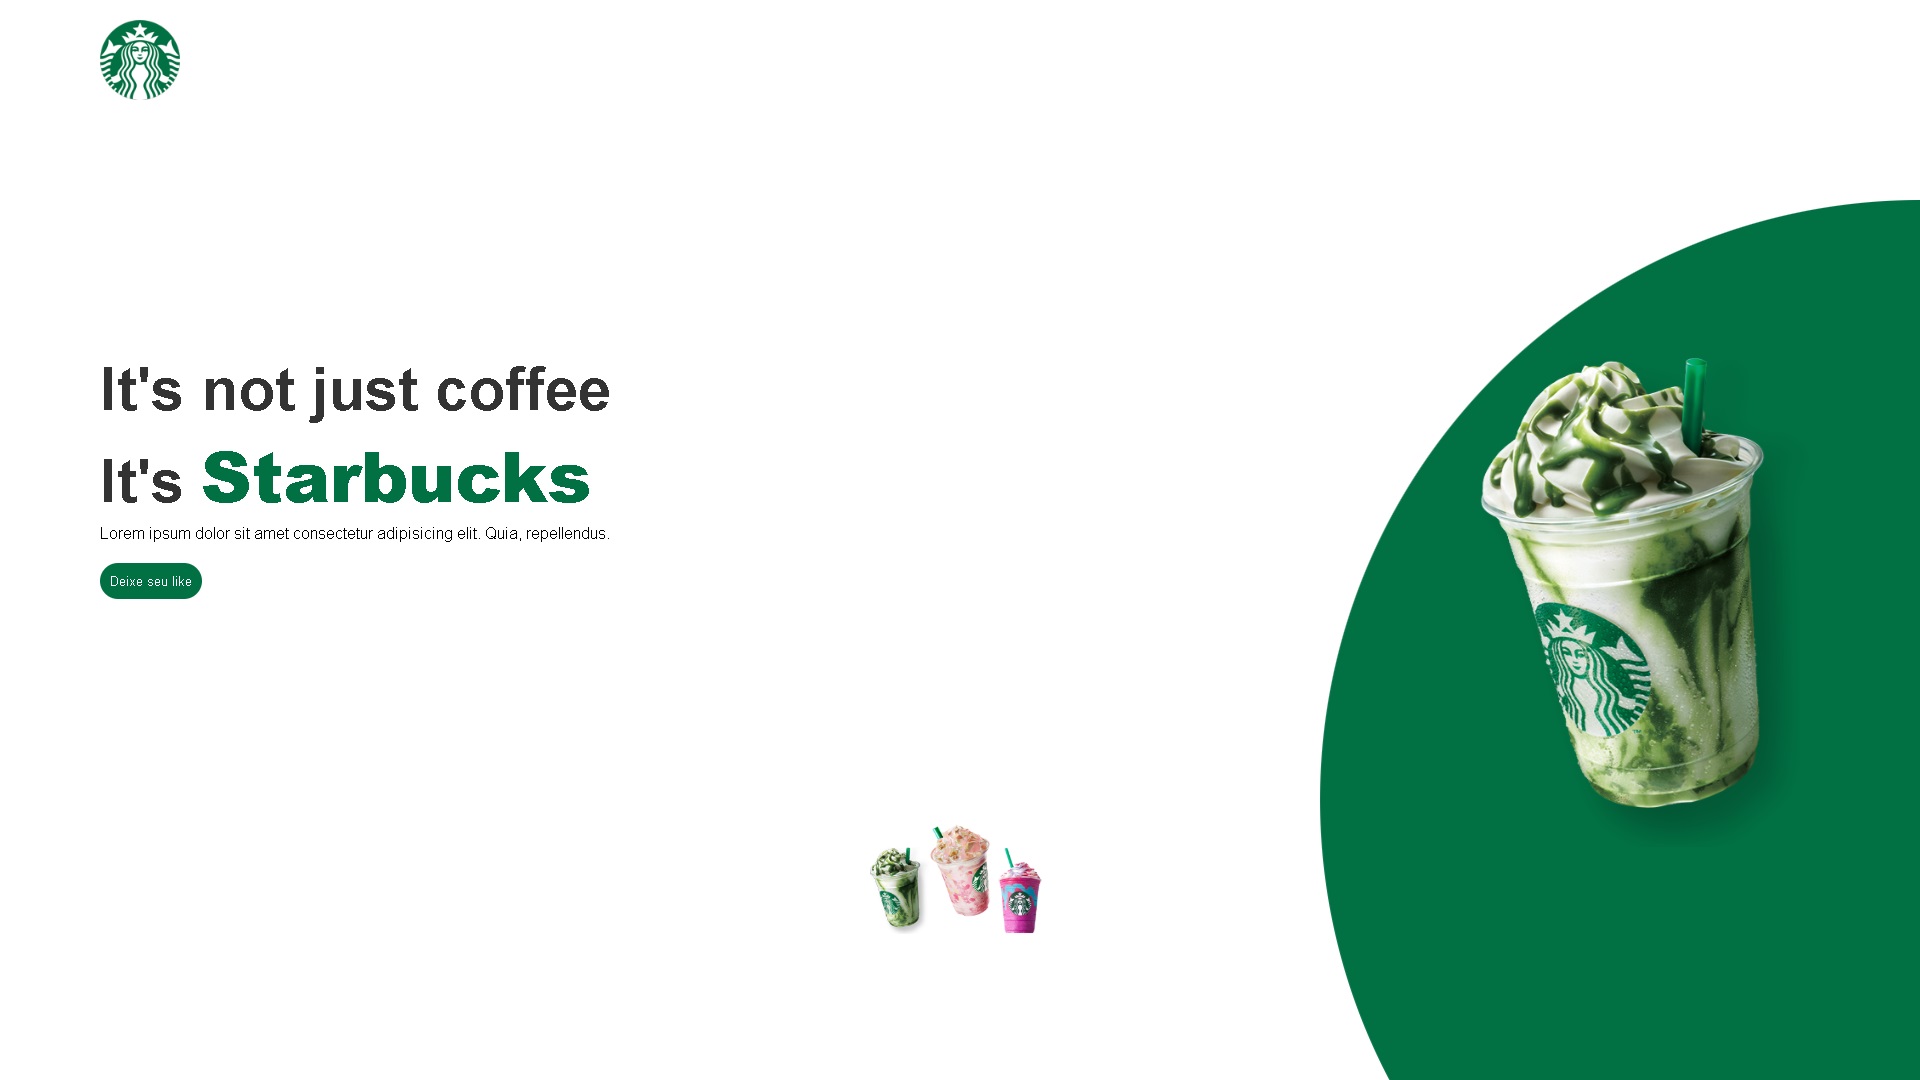 It's not just coffee
It's Starbucks
Lorem ipsum dolor sit amet consectetur adipisicing elit. Quia, repellendus.
Deixe seu like